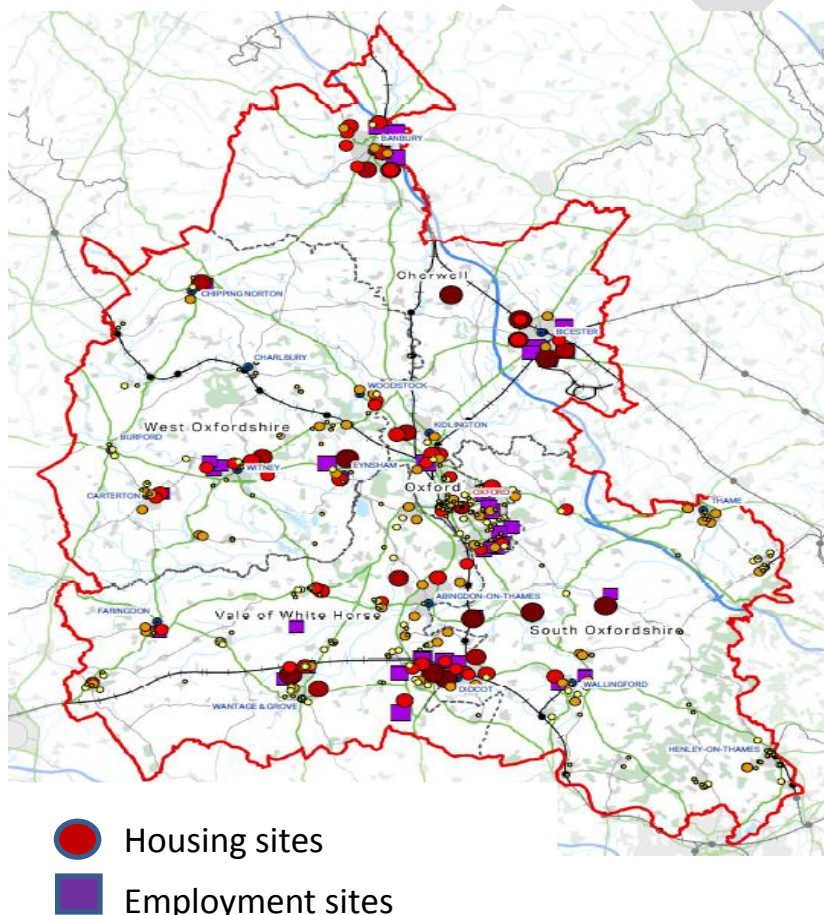 BANBURY
Cherwell
CHIPPING NORTON
BICESTER
CHARLBURY
WOODSTOCK
BURFORD
West Oxfordshire
KIDLINGTON
WITNEY
EYNSHAM
CARTERTON
Oxford
OXFORD
THAME
FARINGDON
Vale of White Horse
ABINGDON-ON-THAMES
South Oxfordshire
WANTAGE & GROVE
DIDCOT
WALLINGFORD
HENLEY-ON-THAMES
Housing sites
Employment sites